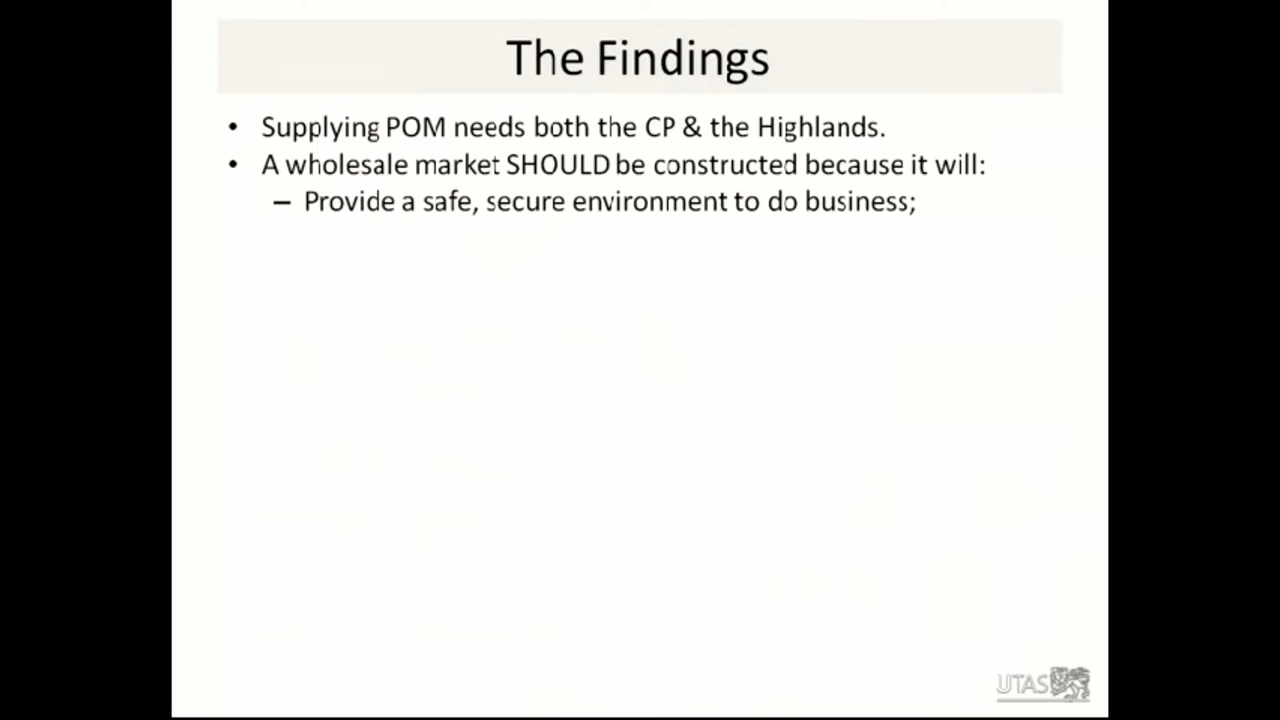 The Findings
• Supplying POM needs both the CP & the Highlands.
• A wholesale market SHOULD be constructed because it will:
– Provide a safe, secure environment to do business;
UTAS